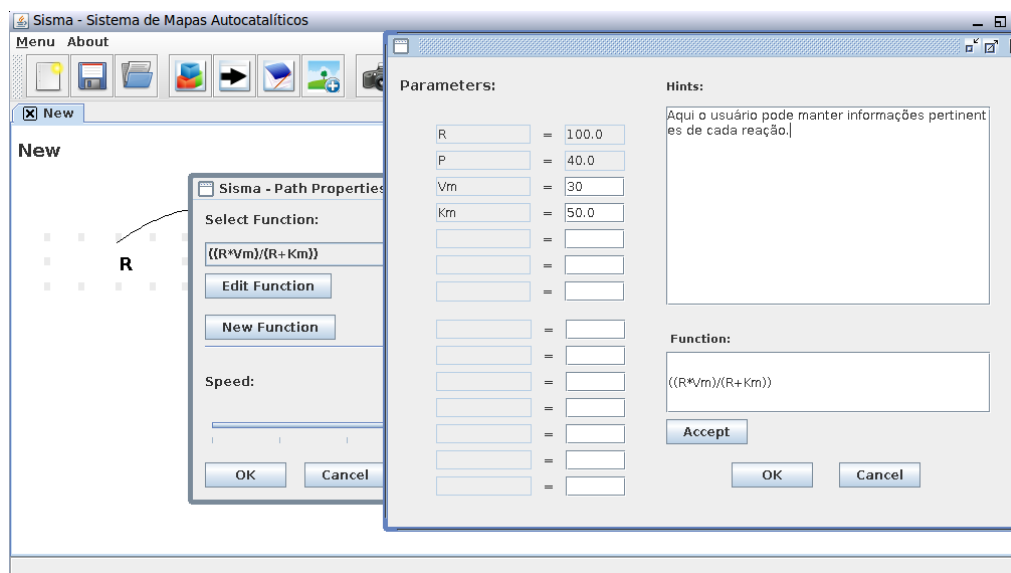 Sisma - Sistema de Mapas Autocatalíticos
Menu About
New
New
R
Sisma - Path Properties
Select Function:
((R*Vm)/(R+Km))
Edit Function
New Function
Speed:
OK Cancel
Parameters:
R = 100.0
P = 40.0
Vm = 30
Km = 50.0
=
=
=
=
=
=
=
=
=
=
Hints:
Aqui o usuário pode manter informações pertinent
es de cada reação.
Function:
((R*Vm)/(R+Km))
Accept
OK Cancel